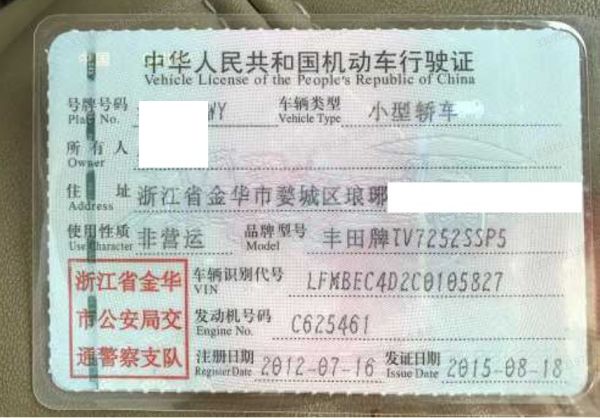 中华人民共和国机动车行驶证
Vehicle License of the People's Republic of China
号牌号码 WY 车辆类型 小型轿车
Plate No. Vehicle Type
所有人
Owner
住址 浙江省金华市婺城区琅琊
Address
使用性质 非营运 品牌型号 丰田牌TV7252SSP5
Use Character Model
浙江省金华 车辆识别代号 LFMBEC4D2C0105827
VIN
市公安局交 发动机号码 C625461
Engine No.
通警察支队 注册日期 2012-07-16 发证日期 2015-08-18
Register Date Issue Date